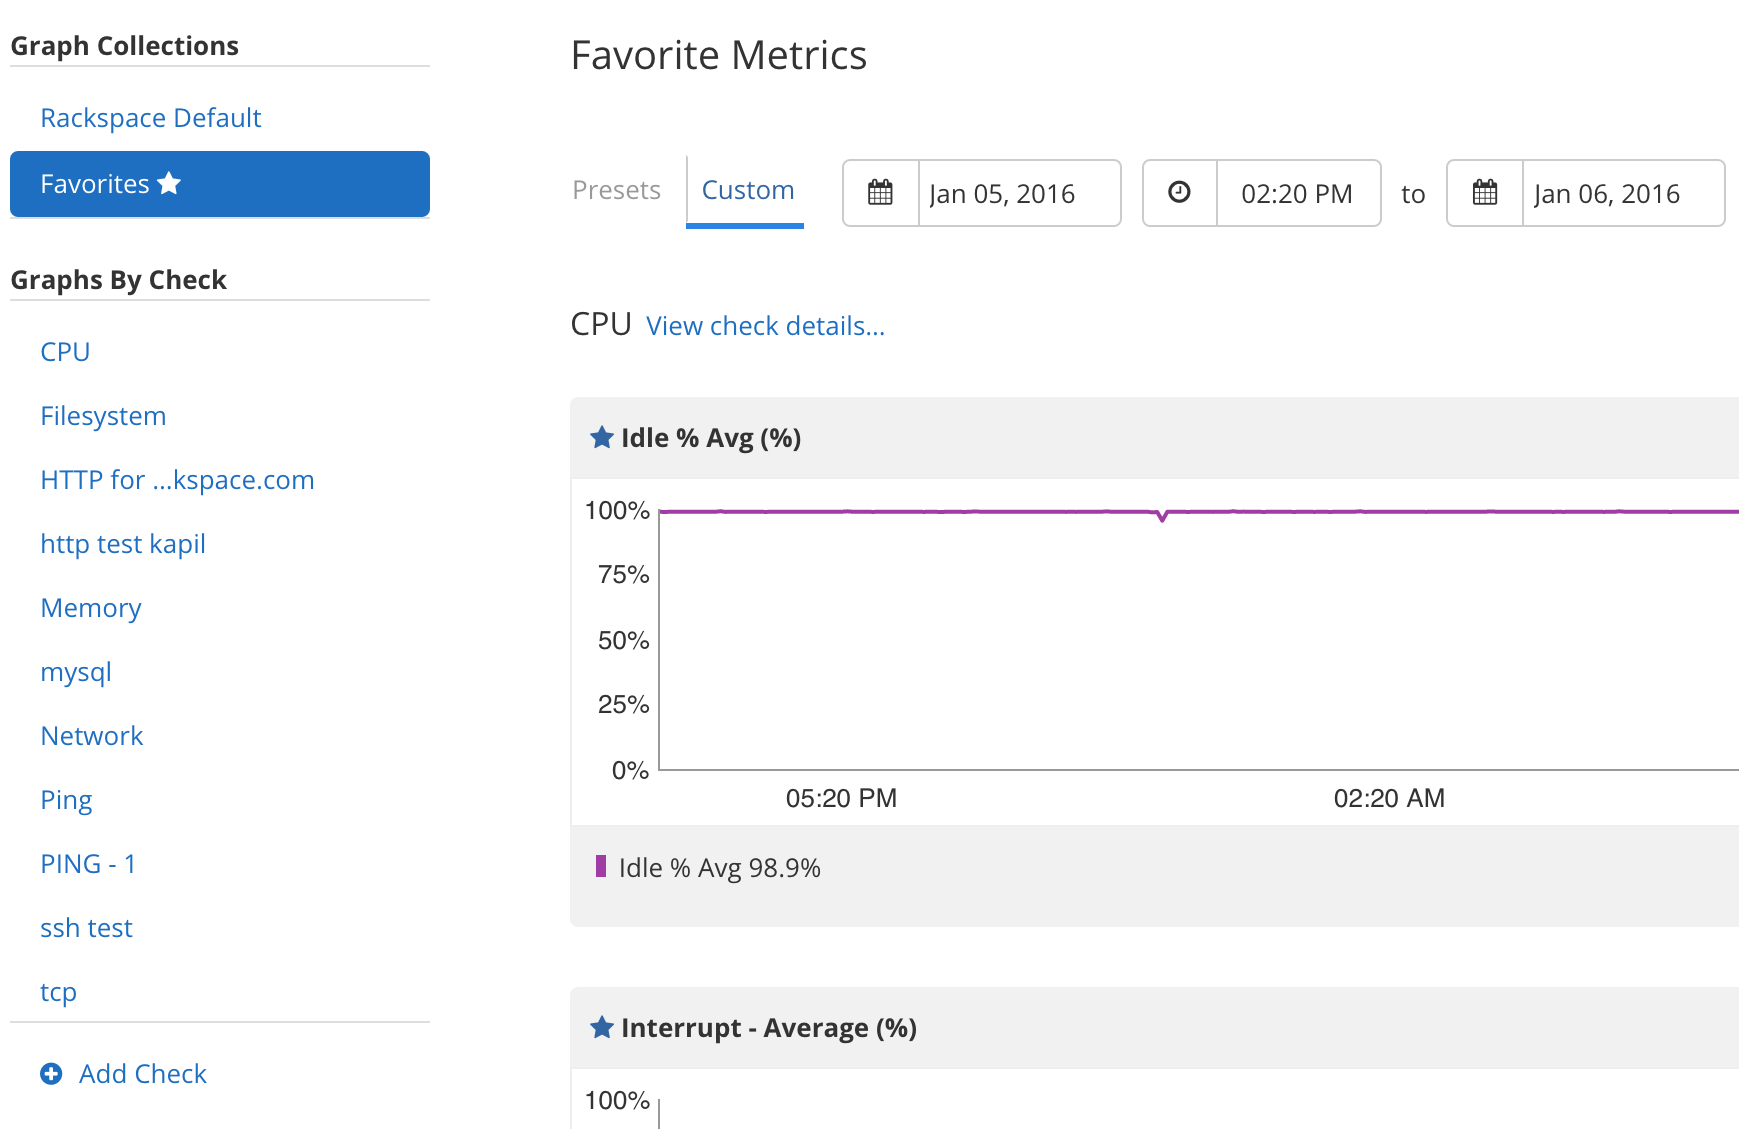 Graph Collections
Rackspace Default
Favorites
Graphs By Check
CPU
Filesystem
HTTP for ...kspace.com
http test kapil
Memory
mysql
Network
Ping
PING - 1
ssh test
tcp
Add Check
Favorite Metrics
Presets Custom Jan 05, 2016 02:20 PM to Jan 06, 2016
CPU View check details...
Idle % Avg (%)
100%
75%
50%
25%
0%
05:20 PM 02:20 AM
Idle % Avg 98.9%
Interrupt - Average (%)
100%